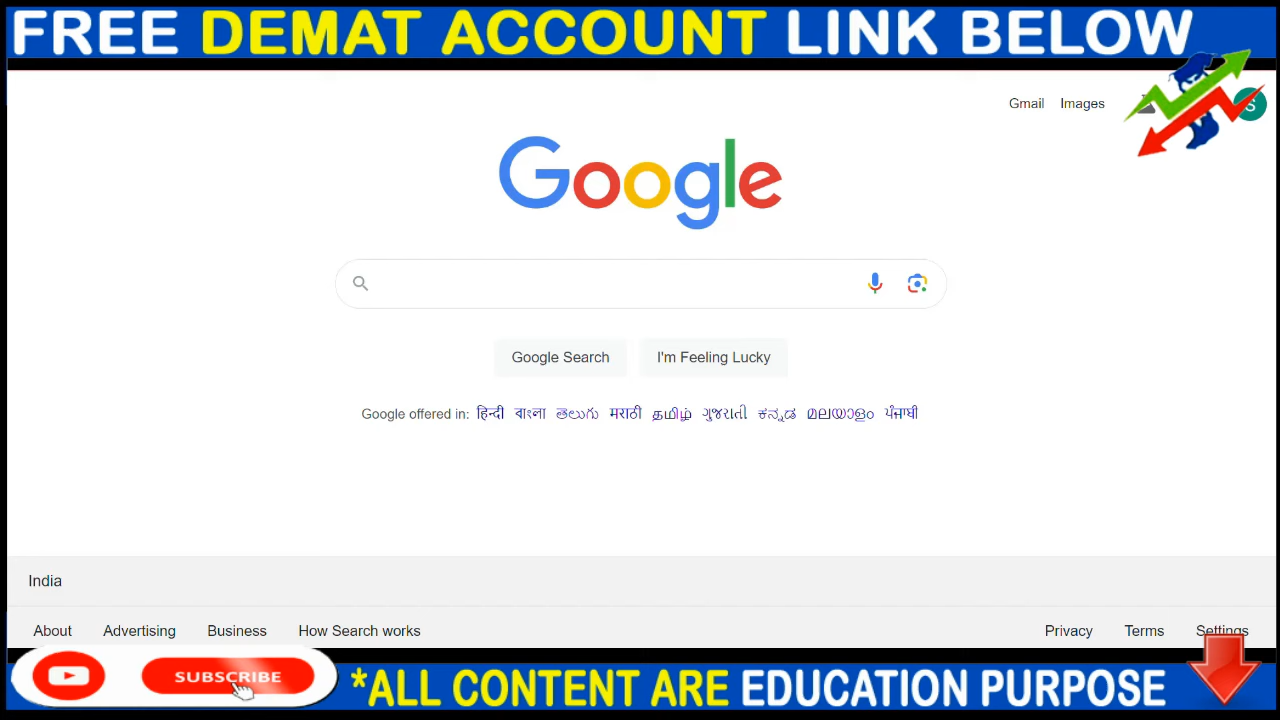 FREE DEMAT ACCOUNT LINK BELOW
Gmail Images
S
Google
Google Search I'm Feeling Lucky
Google offered in: हिन्दी বাংলা తెలుగు मराठी தமிழ் ગુજરાતી ಕನ್ನಡ മലയാളം ਪੰਜਾਬੀ
India
About Advertising Business How Search works Privacy Terms Settings
SUBSCRIBE
*ALL CONTENT ARE EDUCATION PURPOSE